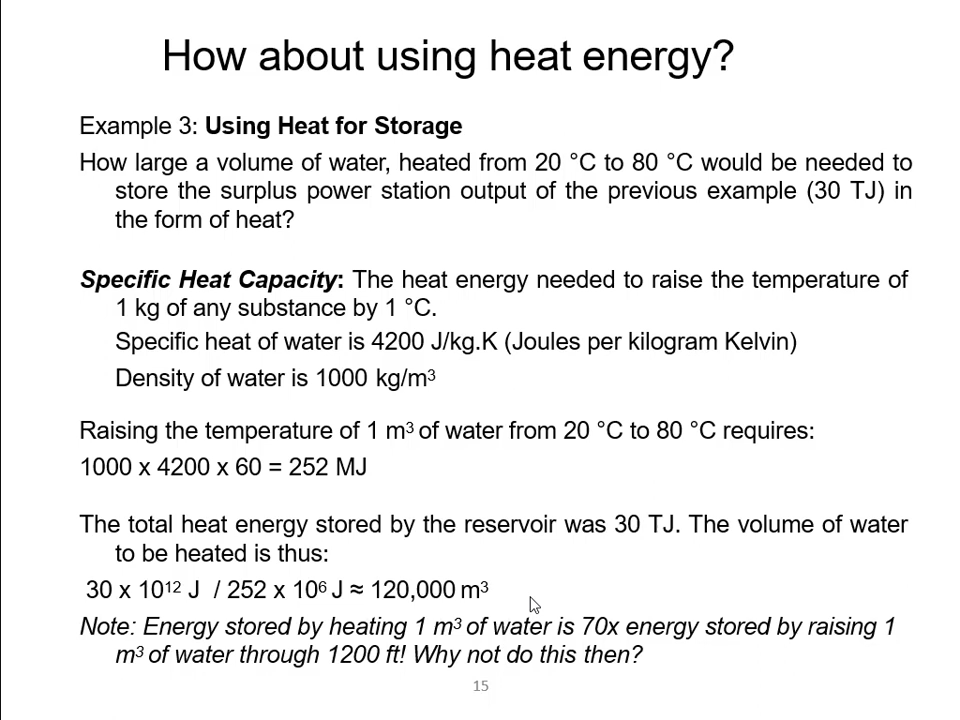 How about using heat energy?
Example 3: Using Heat for Storage
How large a volume of water, heated from 20 °C to 80 °C would be needed to
store the surplus power station output of the previous example (30 TJ) in
the form of heat?
Specific Heat Capacity: The heat energy needed to raise the temperature of
1 kg of any substance by 1 °C.
Specific heat of water is 4200 J/kg.K (Joules per kilogram Kelvin)
Density of water is 1000 kg/m³
Raising the temperature of 1 m³ of water from 20 °C to 80 °C requires:
1000 x 4200 x 60 = 252 MJ
The total heat energy stored by the reservoir was 30 TJ. The volume of water
to be heated is thus:
30 x 10¹² J / 252 x 10⁶ J ≈ 120,000 m³
Note: Energy stored by heating 1 m³ of water is 70x energy stored by raising 1
m³ of water through 1200 ft! Why not do this then?
15